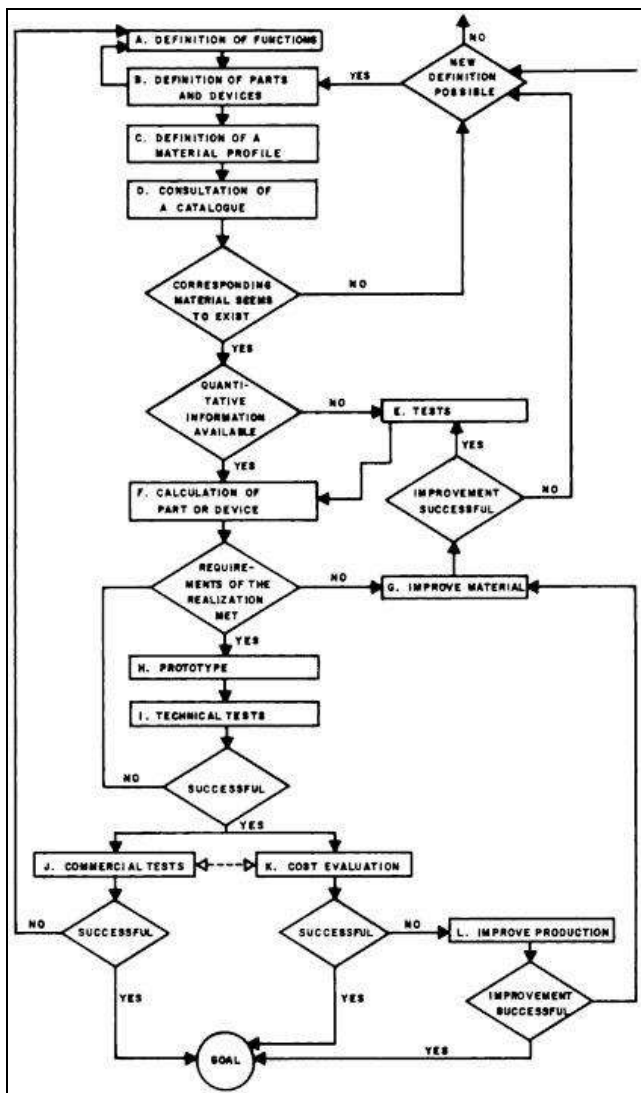 A. DEFINITION OF FUNCTIONS
NO
NEW
DEFINITION
POSSIBLE
YES
B. DEFINITION OF PARTS
AND DEVICES
C. DEFINITION OF A
MATERIAL PROFILE
D. CONSULTATION OF
A CATALOGUE
CORRESPONDING
MATERIAL SEEMS
TO EXIST
NO
YES
QUANTI-
TATIVE
INFORMATION
AVAILABLE
NO
E. TESTS
YES
YES
F. CALCULATION OF
PART OR DEVICE
IMPROVEMENT
SUCCESSFUL
NO
REQUIRE-
MENTS OF THE
REALIZATION
MET
NO
G. IMPROVE MATERIAL
YES
H. PROTOTYPE
I. TECHNICAL TESTS
NO
SUCCESSFUL
YES
J. COMMERCIAL TESTS
K. COST EVALUATION
NO
SUCCESSFUL
SUCCESSFUL
NO
L. IMPROVE PRODUCTION
YES
YES
IMPROVEMENT
SUCCESSFUL
YES
GOAL